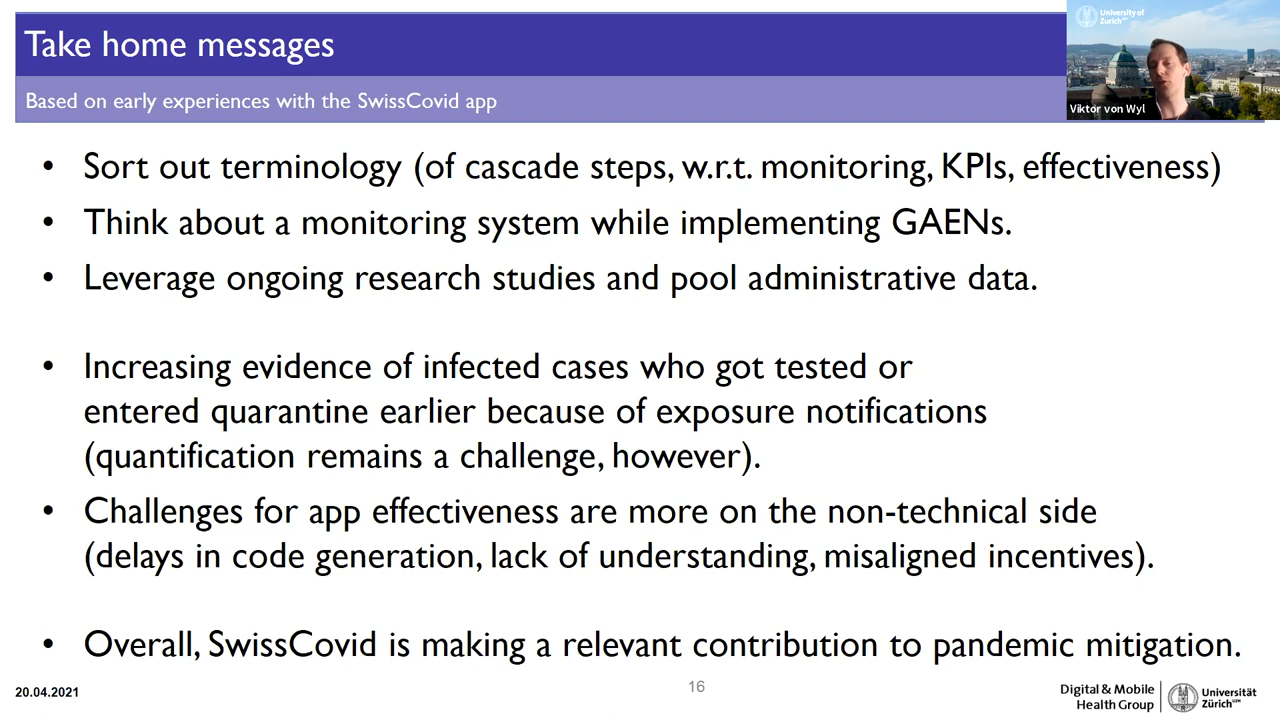 Take home messages
Based on early experiences with the SwissCovid app
University of
Zurich
Viktor von Wyl
• Sort out terminology (of cascade steps, w.r.t. monitoring, KPIs, effectiveness)
• Think about a monitoring system while implementing GAENs.
• Leverage ongoing research studies and pool administrative data.
• Increasing evidence of infected cases who got tested or
entered quarantine earlier because of exposure notifications
(quantification remains a challenge, however).
• Challenges for app effectiveness are more on the non-technical side
(delays in code generation, lack of understanding, misaligned incentives).
• Overall, SwissCovid is making a relevant contribution to pandemic mitigation.
20.04.2021
16
Digital & Mobile
Health Group
Universität
Zürich